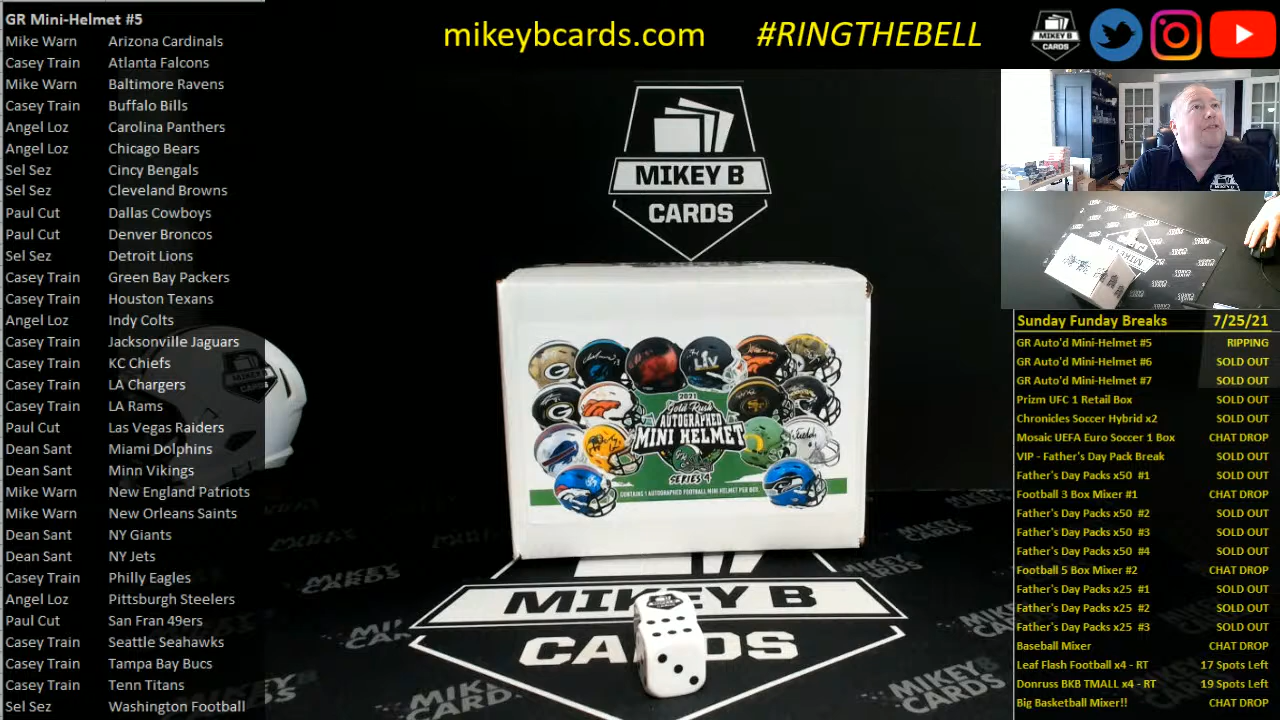 GR Mini-Helmet #5
Mike Warn Arizona Cardinals
Casey Train Atlanta Falcons
Mike Warn Baltimore Ravens
Casey Train Buffalo Bills
Angel Loz Carolina Panthers
Angel Loz Chicago Bears
Sel Sez Cincy Bengals
Sel Sez Cleveland Browns
Paul Cut Dallas Cowboys
Paul Cut Denver Broncos
Sel Sez Detroit Lions
Casey Train Green Bay Packers
Casey Train Houston Texans
Angel Loz Indy Colts
Casey Train Jacksonville Jaguars
Casey Train KC Chiefs
Casey Train LA Chargers
Casey Train LA Rams
Paul Cut Las Vegas Raiders
Dean Sant Miami Dolphins
Dean Sant Minn Vikings
Mike Warn New England Patriots
Mike Warn New Orleans Saints
Dean Sant NY Giants
Dean Sant NY Jets
Casey Train Philly Eagles
Angel Loz Pittsburgh Steelers
Paul Cut San Fran 49ers
Casey Train Seattle Seahawks
Casey Train Tampa Bay Bucs
Casey Train Tenn Titans
Sel Sez Washington Football
mikeybcards.com #RINGTHEBELL
MIKEY B
CARDS
MIKEY B
CARDS
2021
Gold Rush
AUTOGRAPHED
MINI HELMET
SERIES 4
CONTAINS 1 AUTOGRAPHED FOOTBALL MINI HELMET PER BOX
MIKEY B
CARDS
Sunday Funday Breaks 7/25/21
GR Auto'd Mini-Helmet #5 RIPPING
GR Auto'd Mini-Helmet #6 SOLD OUT
GR Auto'd Mini-Helmet #7 SOLD OUT
Prizm UFC 1 Retail Box SOLD OUT
Chronicles Soccer Hybrid x2 SOLD OUT
Mosaic UEFA Euro Soccer 1 Box CHAT DROP
VIP - Father's Day Pack Break SOLD OUT
Father's Day Packs x50 #1 SOLD OUT
Football 3 Box Mixer #1 CHAT DROP
Father's Day Packs x50 #2 SOLD OUT
Father's Day Packs x50 #3 SOLD OUT
Father's Day Packs x50 #4 SOLD OUT
Football 5 Box Mixer #2 CHAT DROP
Father's Day Packs x25 #1 SOLD OUT
Father's Day Packs x25 #2 SOLD OUT
Father's Day Packs x25 #3 SOLD OUT
Baseball Mixer CHAT DROP
Leaf Flash Football x4 - RT 17 Spots Left
Donruss BKB TMALL x4 - RT 19 Spots Left
Big Basketball Mixer!! CHAT DROP